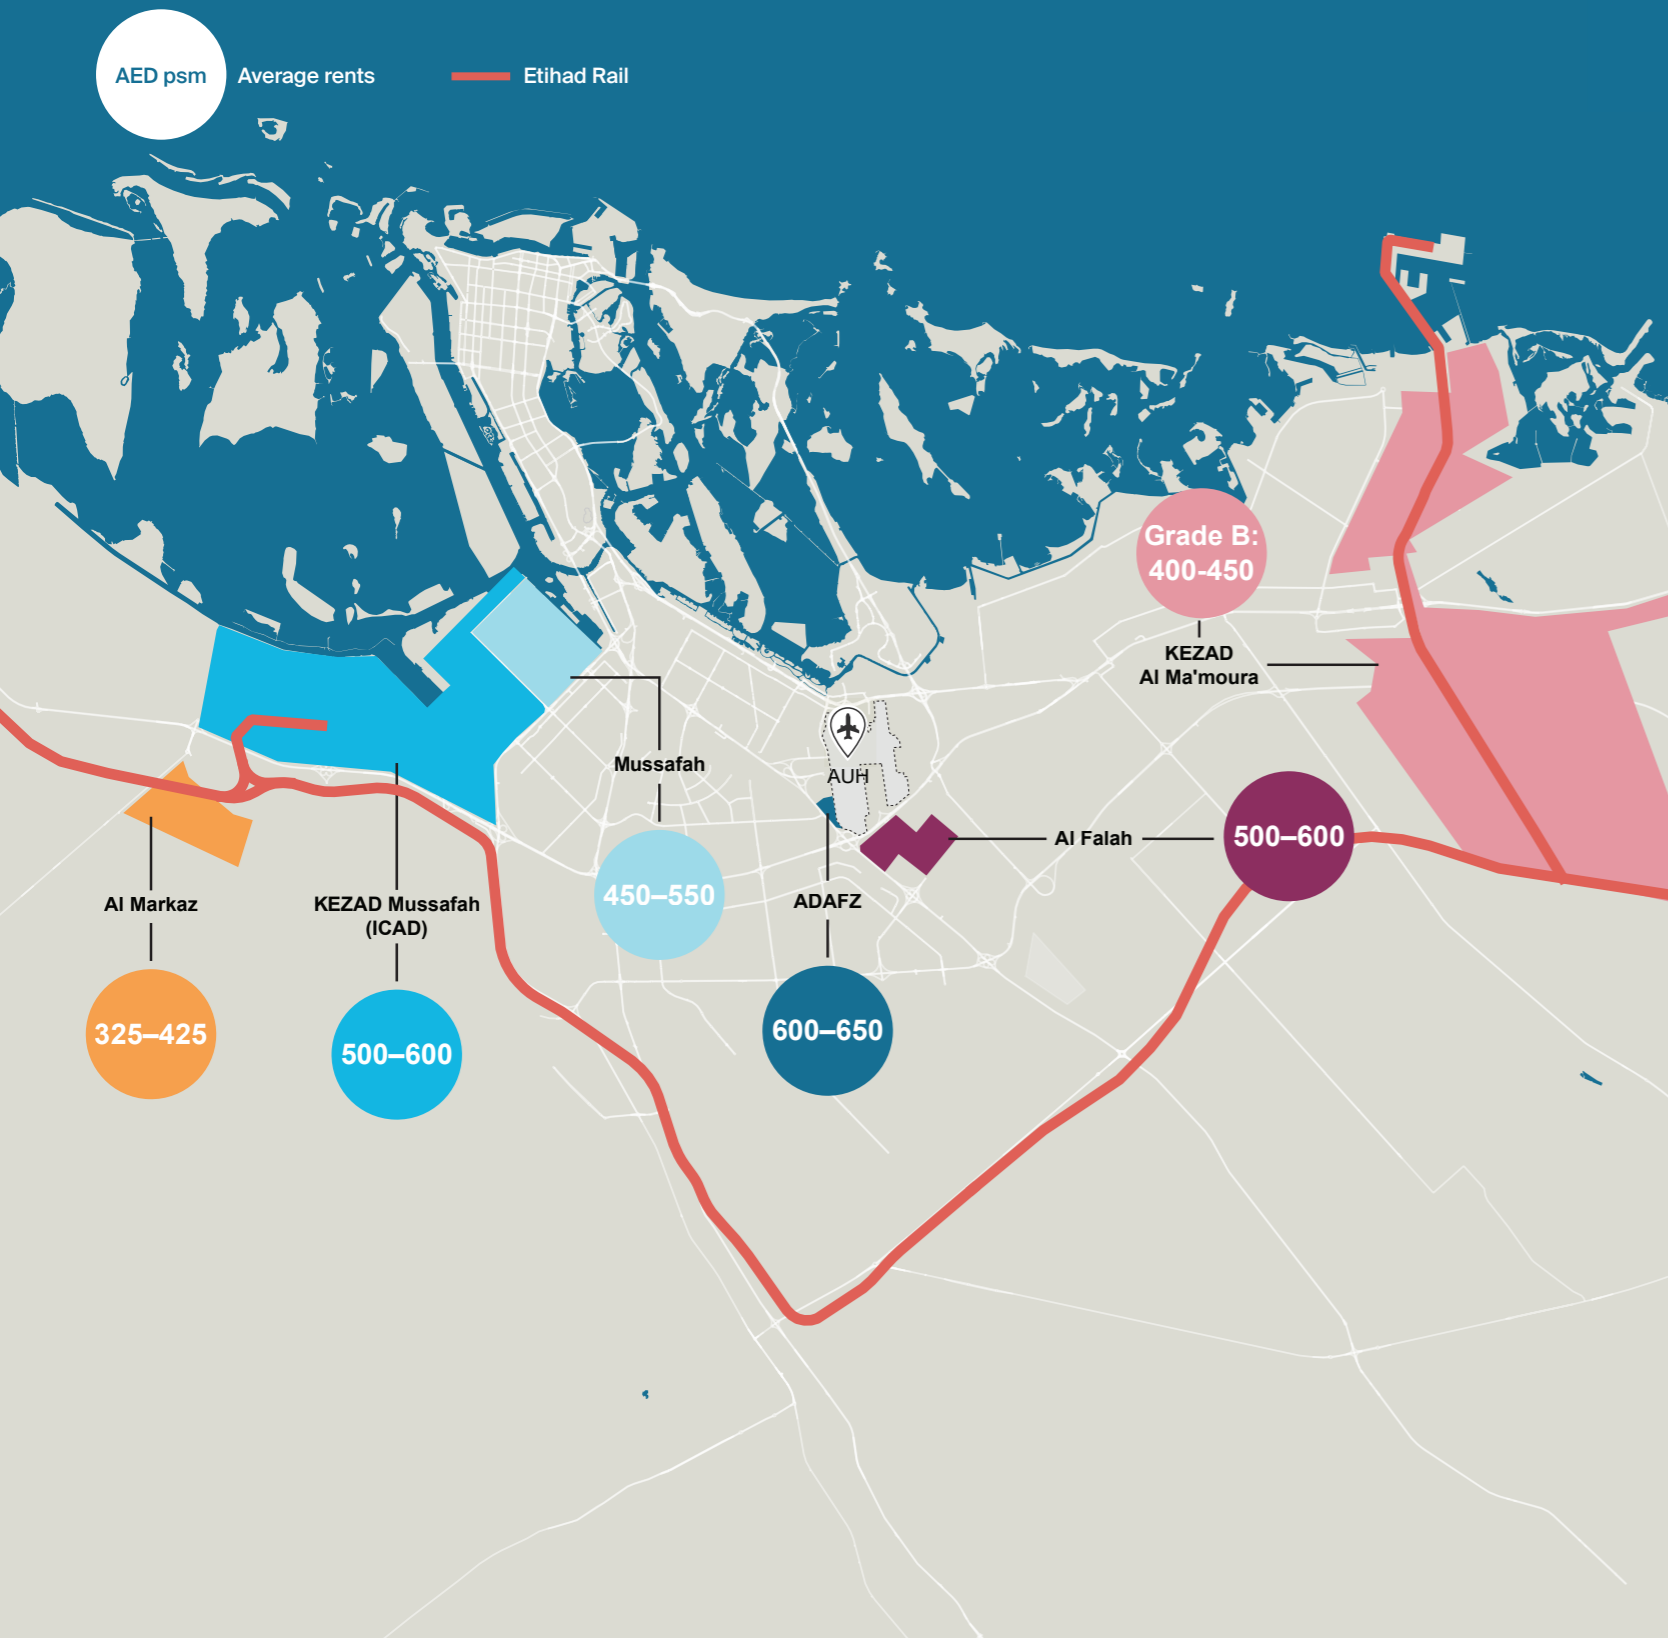 AED psm
Average rents
Etihad Rail
Grade B:
400-450
KEZAD
Al Ma'moura
Mussafah
AUH
Al Falah
500–600
450–550
ADAFZ
Al Markaz
KEZAD Mussafah
(ICAD)
325–425
500–600
600–650